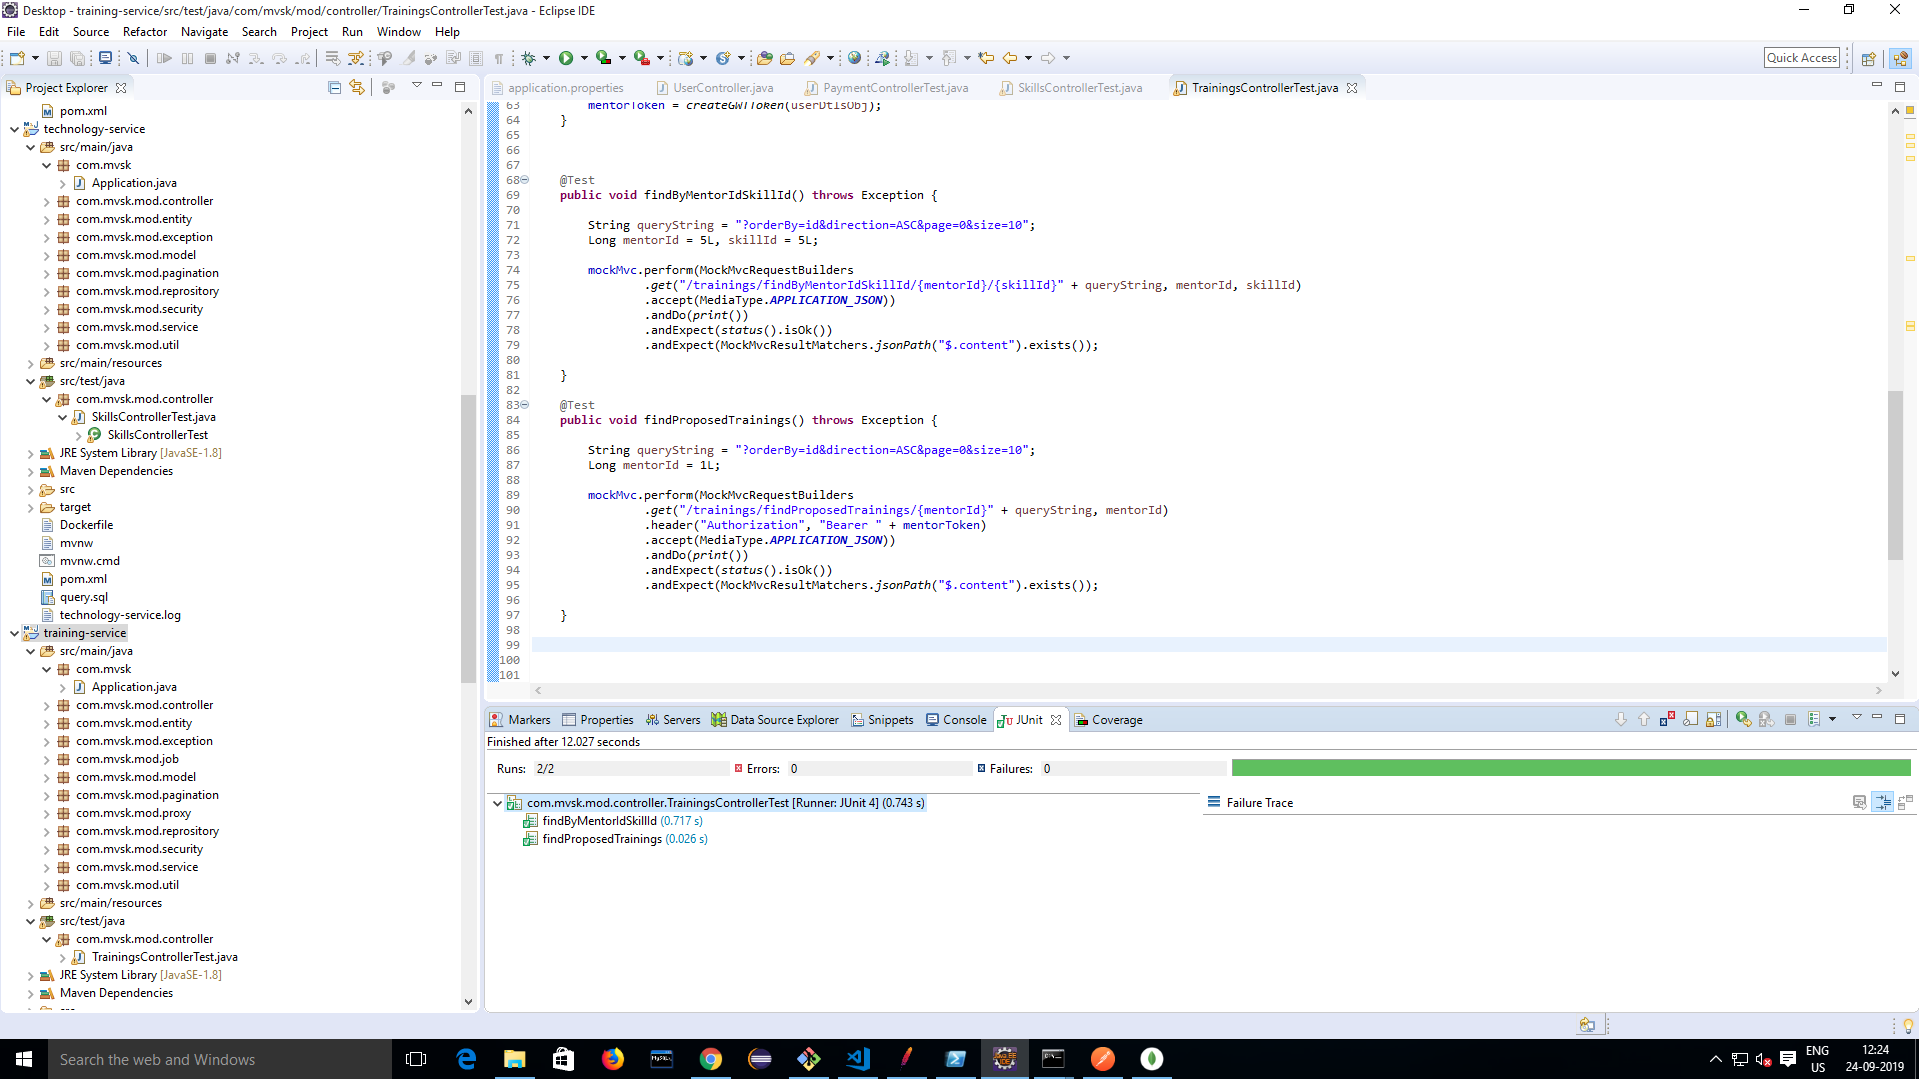 Desktop - training-service/src/test/java/com/mvsk/mod/controller/TrainingsControllerTest.java - Eclipse IDE
File Edit Source Refactor Navigate Search Project Run Window Help
Quick Access
Project Explorer
pom.xml
technology-service
src/main/java
com.mvsk
Application.java
com.mvsk.mod.controller
com.mvsk.mod.entity
com.mvsk.mod.exception
com.mvsk.mod.model
com.mvsk.mod.pagination
com.mvsk.mod.reprository
com.mvsk.mod.security
com.mvsk.mod.service
com.mvsk.mod.util
src/main/resources
src/test/java
com.mvsk.mod.controller
SkillsControllerTest.java
SkillsControllerTest
JRE System Library [JavaSE-1.8]
Maven Dependencies
src
target
Dockerfile
mvnw
mvnw.cmd
pom.xml
query.sql
technology-service.log
training-service
src/main/java
com.mvsk
Application.java
com.mvsk.mod.controller
com.mvsk.mod.entity
com.mvsk.mod.exception
com.mvsk.mod.job
com.mvsk.mod.model
com.mvsk.mod.pagination
com.mvsk.mod.proxy
com.mvsk.mod.reprository
com.mvsk.mod.security
com.mvsk.mod.service
com.mvsk.mod.util
src/main/resources
src/test/java
com.mvsk.mod.controller
TrainingsControllerTest.java
JRE System Library [JavaSE-1.8]
Maven Dependencies
application.properties UserController.java PaymentControllerTest.java SkillsControllerTest.java TrainingsControllerTest.java
63 mentorToken = createGWTToken(userDtlsObj);
64 }
65
66
67
68 @Test
69 public void findByMentorIdSkillId() throws Exception {
70
71 String queryString = "?orderBy=id&direction=ASC&page=0&size=10";
72 Long mentorId = 5L, skillId = 5L;
73
74 mockMvc.perform(MockMvcRequestBuilders
75 .get("/trainings/findByMentorIdSkillId/{mentorId}/{skillId}" + queryString, mentorId, skillId)
76 .accept(MediaType.APPLICATION_JSON))
77 .andDo(print())
78 .andExpect(status().isOk())
79 .andExpect(MockMvcResultMatchers.jsonPath("$.content").exists());
80
81 }
82
83 @Test
84 public void findProposedTrainings() throws Exception {
85
86 String queryString = "?orderBy=id&direction=ASC&page=0&size=10";
87 Long mentorId = 1L;
88
89 mockMvc.perform(MockMvcRequestBuilders
90 .get("/trainings/findProposedTrainings/{mentorId}" + queryString, mentorId)
91 .header("Authorization", "Bearer " + mentorToken)
92 .accept(MediaType.APPLICATION_JSON))
93 .andDo(print())
94 .andExpect(status().isOk())
95 .andExpect(MockMvcResultMatchers.jsonPath("$.content").exists());
96
97 }
98
99
100
101
Markers Properties Servers Data Source Explorer Snippets Console JUnit Coverage
Finished after 12.027 seconds
Runs: 2/2 Errors: 0 Failures: 0
com.mvsk.mod.controller.TrainingsControllerTest [Runner: JUnit 4] (0.743 s)
findByMentorIdSkillId (0.717 s)
findProposedTrainings (0.026 s)
Failure Trace
Search the web and Windows
ENG
US
12:24
24-09-2019